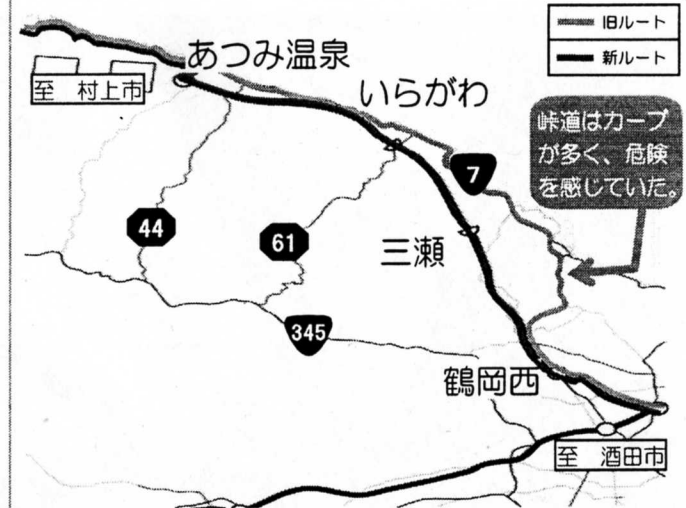 旧ルート
新ルート
あつみ温泉
至 村上市
いらがわ
峠道はカーブ
が多く、危険
を感じていた。
7
44
61
三瀬
345
鶴岡西
至 酒田市